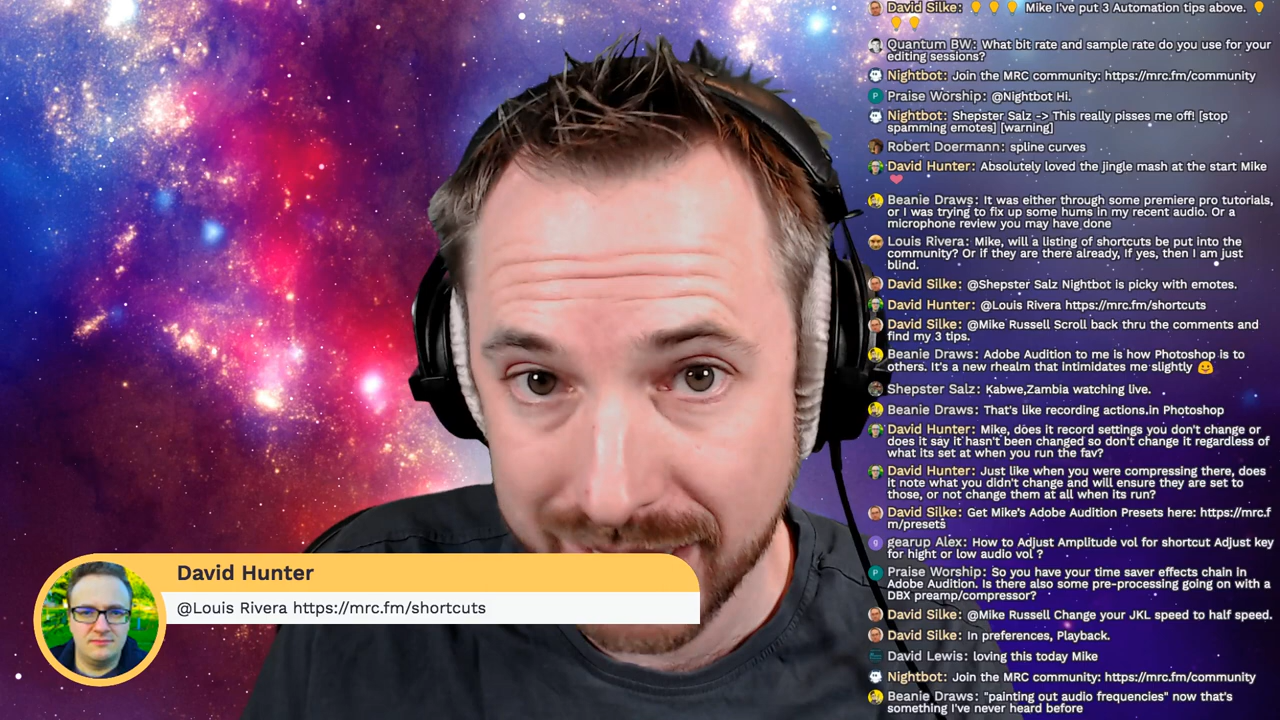 David Silke: 💡 💡 💡 Mike I've put 3 Automation tips above. 💡
💡 💡
Quantum BW: What bit rate and sample rate do you use for your
editing sessions?
Nightbot: Join the MRC community: https://mrc.fm/community
P
Praise Worship: @Nightbot Hi.
Nightbot: Shepster Salz -> This really pisses me off! [stop
spamming emotes] [warning]
Robert Doermann: spline curves
David Hunter: Absolutely loved the jingle mash at the start Mike
Beanie Draws: It was either through some premiere pro tutorials,
or I was trying to fix up some hums in my recent audio. Or a
microphone review you may have done
Louis Rivera: Mike, will a listing of shortcuts be put into the
community? Or if they are there already, If yes, then I am just
blind.
David Silke: @Shepster Salz Nightbot is picky with emotes.
David Hunter: @Louis Rivera https://mrc.fm/shortcuts
David Silke: @Mike Russell Scroll back thru the comments and
find my 3 tips.
Beanie Draws: Adobe Audition to me is how Photoshop is to
others. It's a new rhealm that intimidates me slightly 🤗
Shepster Salz: Kabwe,Zambia watching live.
Beanie Draws: That's like recording actions.in Photoshop
David Hunter: Mike, does it record settings you don't change or
does it say it hasn't been changed so don't change it regardless of
what its set at when you run the fav?
David Hunter: Just like when you were compressing there, does
it note what you didn't change and will ensure they are set to
those, or not change them at all when its run?
David Silke: Get Mike's Adobe Audition Presets here: https://mrc.f
m/presets
g
gearup Alex: How to Adjust Amplitude vol for shortcut Adjust key
for hight or low audio vol ?
P
Praise Worship: So you have your time saver effects chain in
Adobe Audition. Is there also some pre-processing going on with a
DBX preamp/compressor?
David Silke: @Mike Russell Change your JKL speed to half speed.
David Silke: In preferences, Playback.
David Lewis: loving this today Mike
Nightbot: Join the MRC community: https://mrc.fm/community
Beanie Draws: "painting out audio frequencies" now that's
something I've never heard before
David Hunter
@Louis Rivera https://mrc.fm/shortcuts